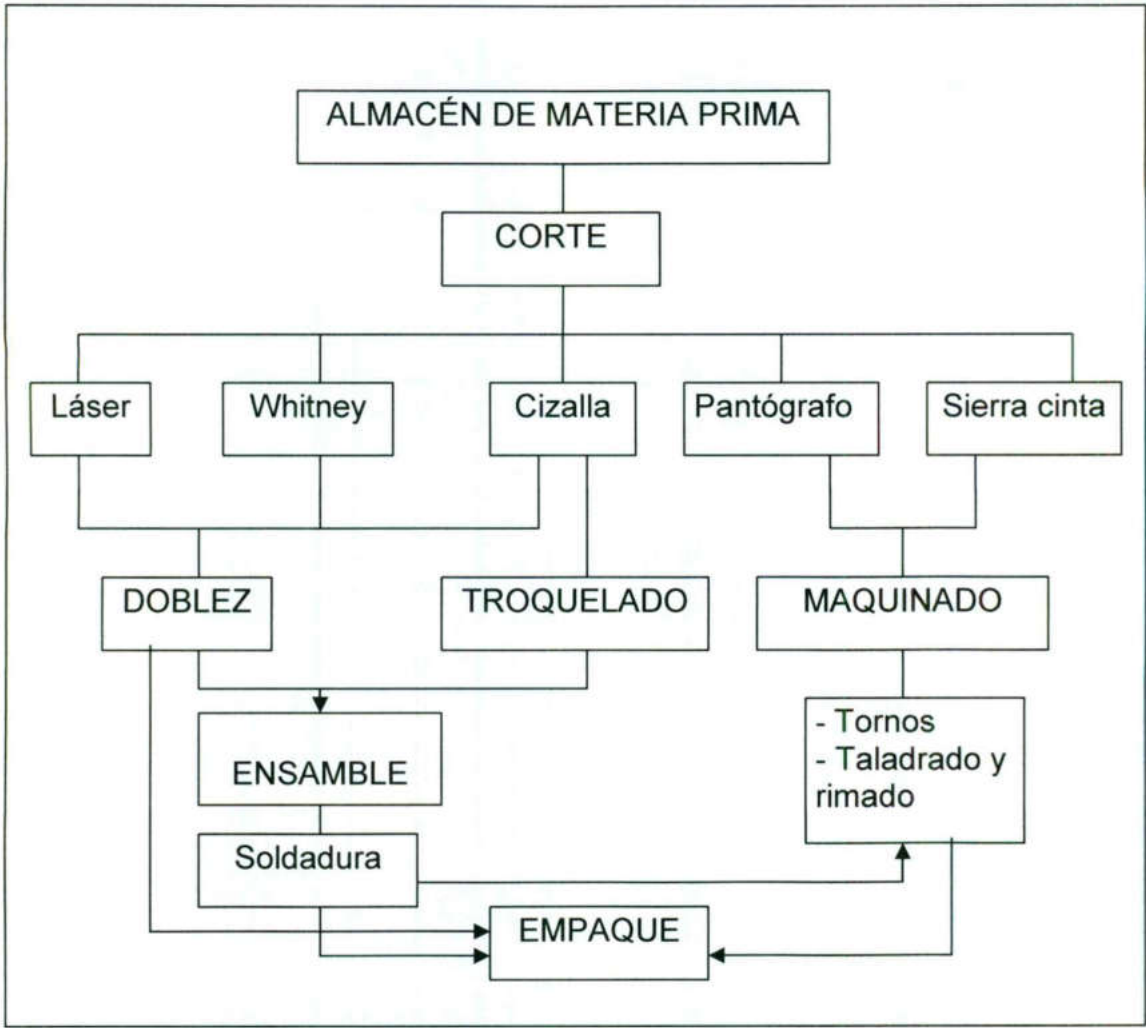 ALMACÉN DE MATERIA PRIMA
CORTE
Láser
Whitney
Cizalla
Pantógrafo
Sierra cinta
DOBLEZ
TROQUELADO
MAQUINADO
ENSAMBLE
- Tornos
- Taladrado y
rimado
Soldadura
EMPAQUE